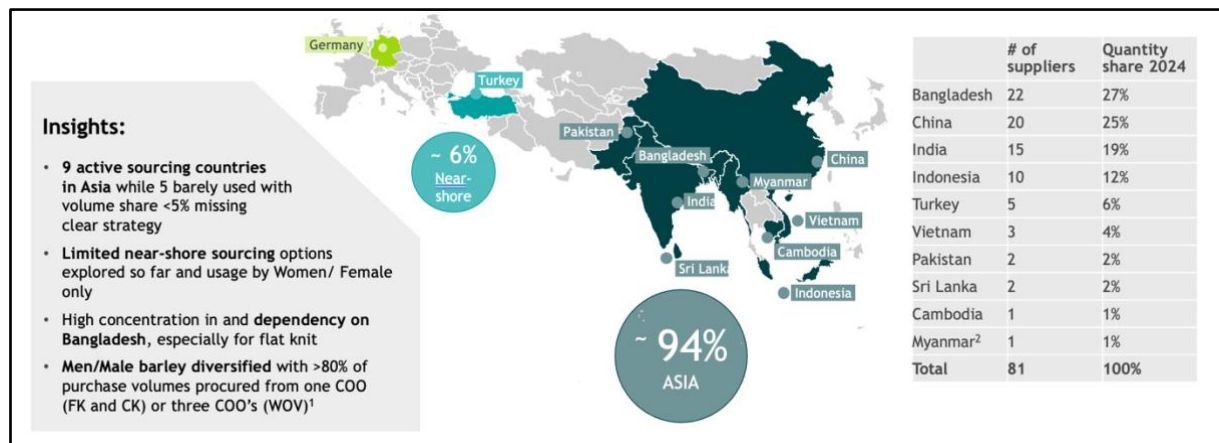 Germany
Turkey
~ 6%
Near-
shore
Pakistan
Bangladesh
China
Myanmar
India
Vietnam
Cambodia
Sri Lanka
Indonesia
~ 94%
ASIA
Insights:
• 9 active sourcing countries
in Asia while 5 barely used with
volume share <5% missing
clear strategy
• Limited near-shore sourcing options
explored so far and usage by Women/ Female
only
• High concentration in and dependency on
Bangladesh, especially for flat knit
• Men/Male barley diversified with >80% of
purchase volumes procured from one COO
(FK and CK) or three COO's (WOV)¹
# of suppliers Quantity share 2024
Bangladesh 22 27%
China 20 25%
India 15 19%
Indonesia 10 12%
Turkey 5 6%
Vietnam 3 4%
Pakistan 2 2%
Sri Lanka 2 2%
Cambodia 1 1%
Myanmar² 1 1%
Total 81 100%